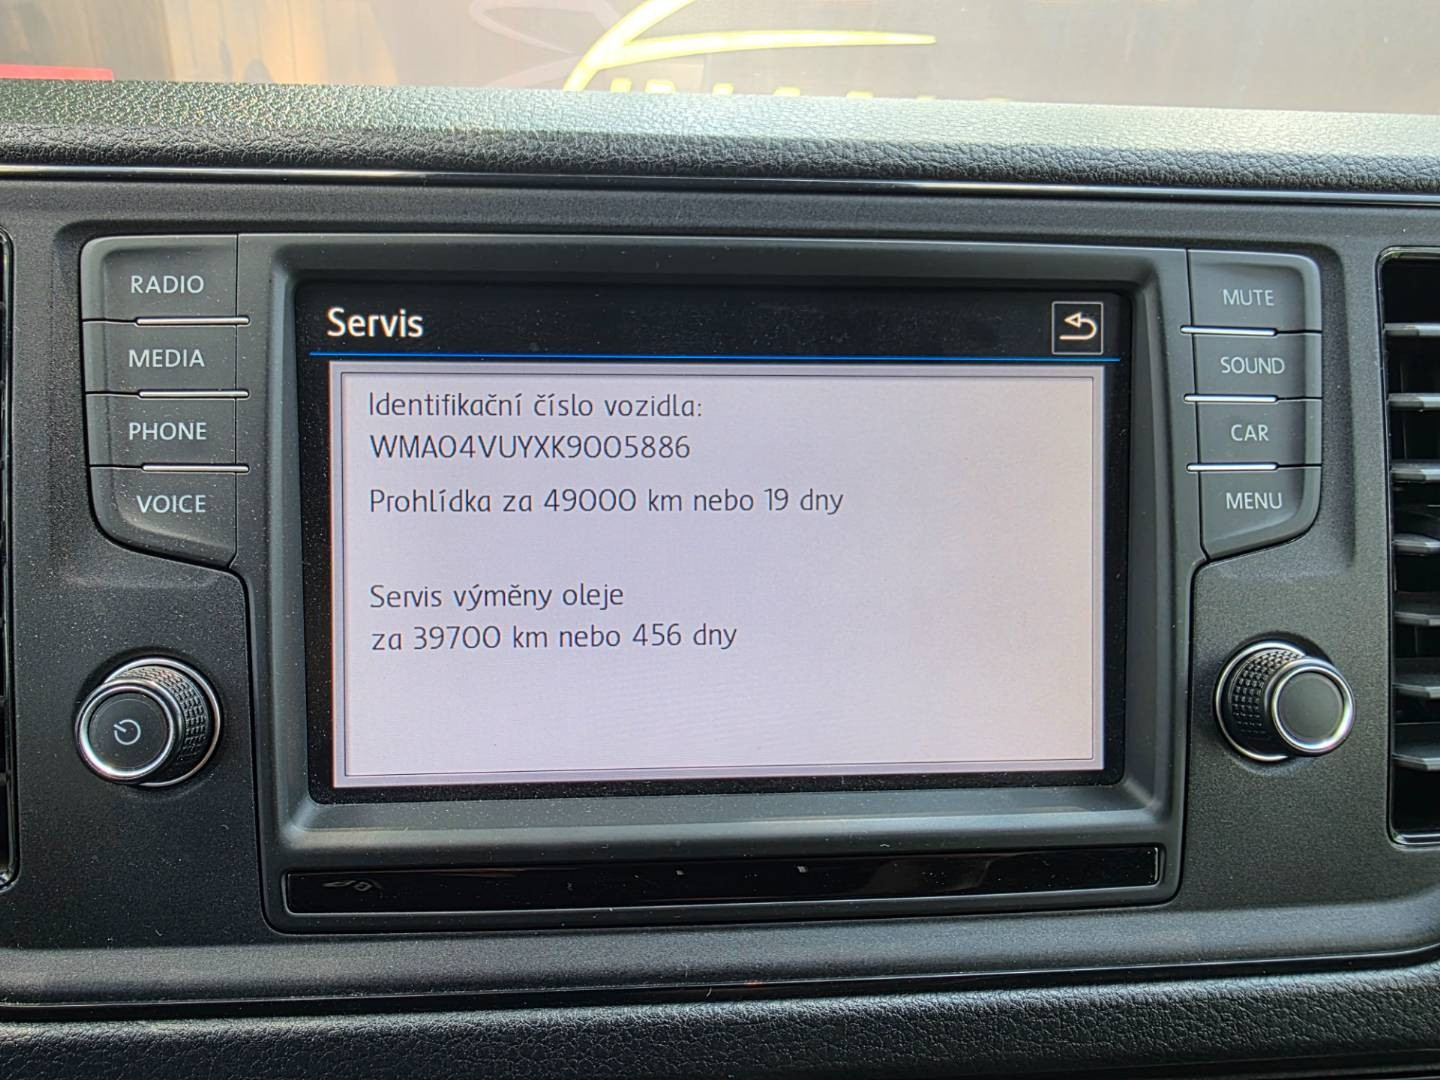 RADIO
MEDIA
PHONE
VOICE
Servis
Identifikační číslo vozidla:
WMA04VUYXK9005886
Prohlídka za 49000 km nebo 19 dny
Servis výměny oleje
za 39700 km nebo 456 dny
MUTE
SOUND
CAR
MENU